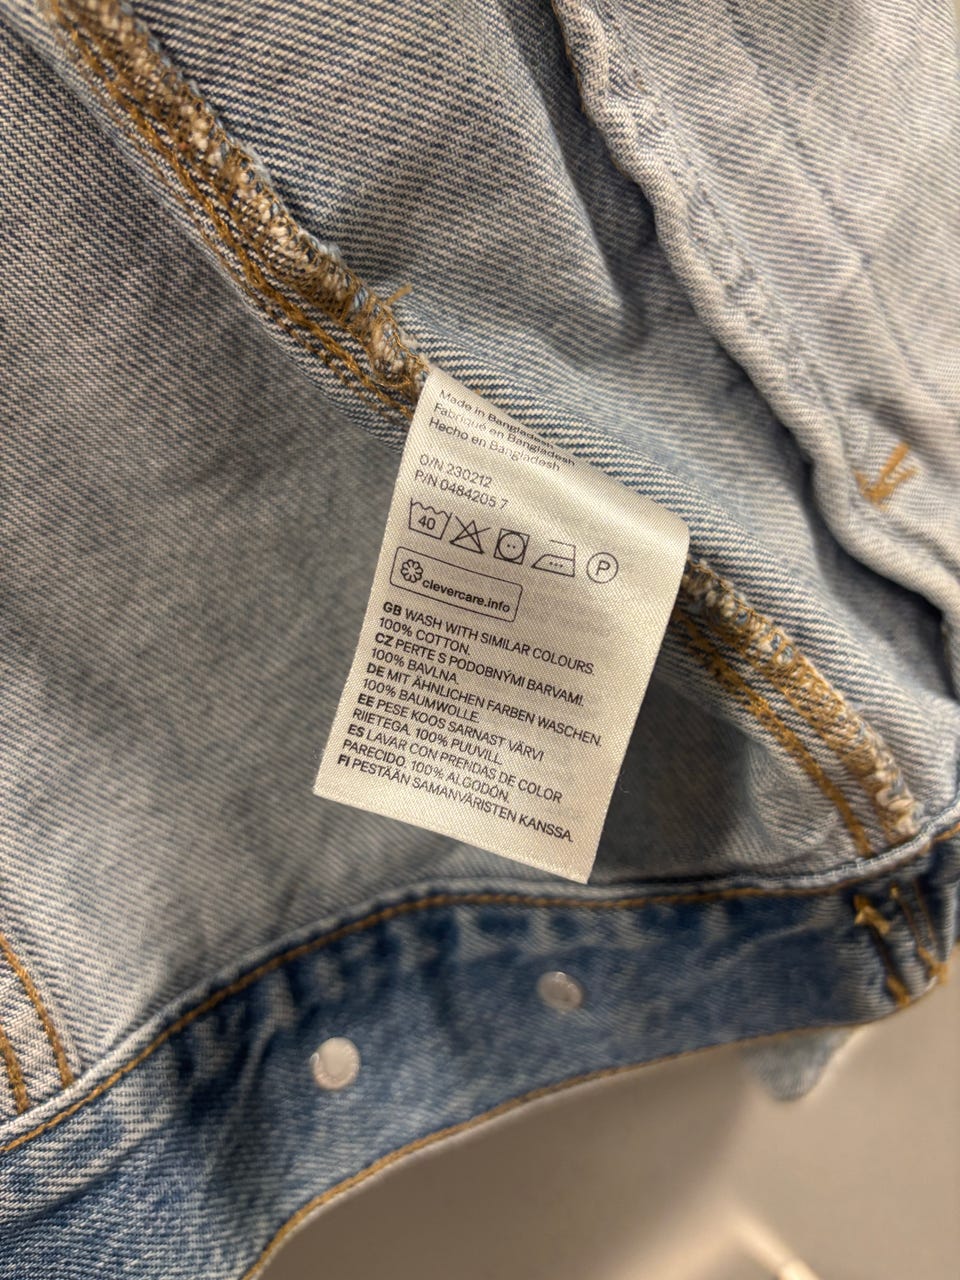 Made in Bangladesh
Fabriqué en Bangladesh
Hecho en Bangladesh
O/N 230212
P/N 0484205 7
40
P
clevercare.info
GB WASH WITH SIMILAR COLOURS.
100% COTTON.
CZ PERTE S PODOBNÝMI BARVAMI.
100% BAVLNA.
DE MIT ÄHNLICHEN FARBEN WASCHEN.
100% BAUMWOLLE.
EE PESE KOOS SARNAST VÄRVI
RIIETEGA. 100% PUUVILL.
ES LAVAR CON PRENDAS DE COLOR
PARECIDO. 100% ALGODÓN.
FI PESTÄÄN SAMANVÄRISTEN KANSSA.